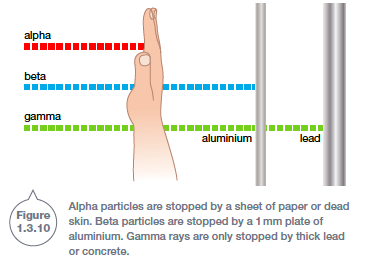 alpha
beta
gamma
aluminium
lead
Figure
1.3.10
Alpha particles are stopped by a sheet of paper or dead
skin. Beta particles are stopped by a 1 mm plate of
aluminium. Gamma rays are only stopped by thick lead
or concrete.